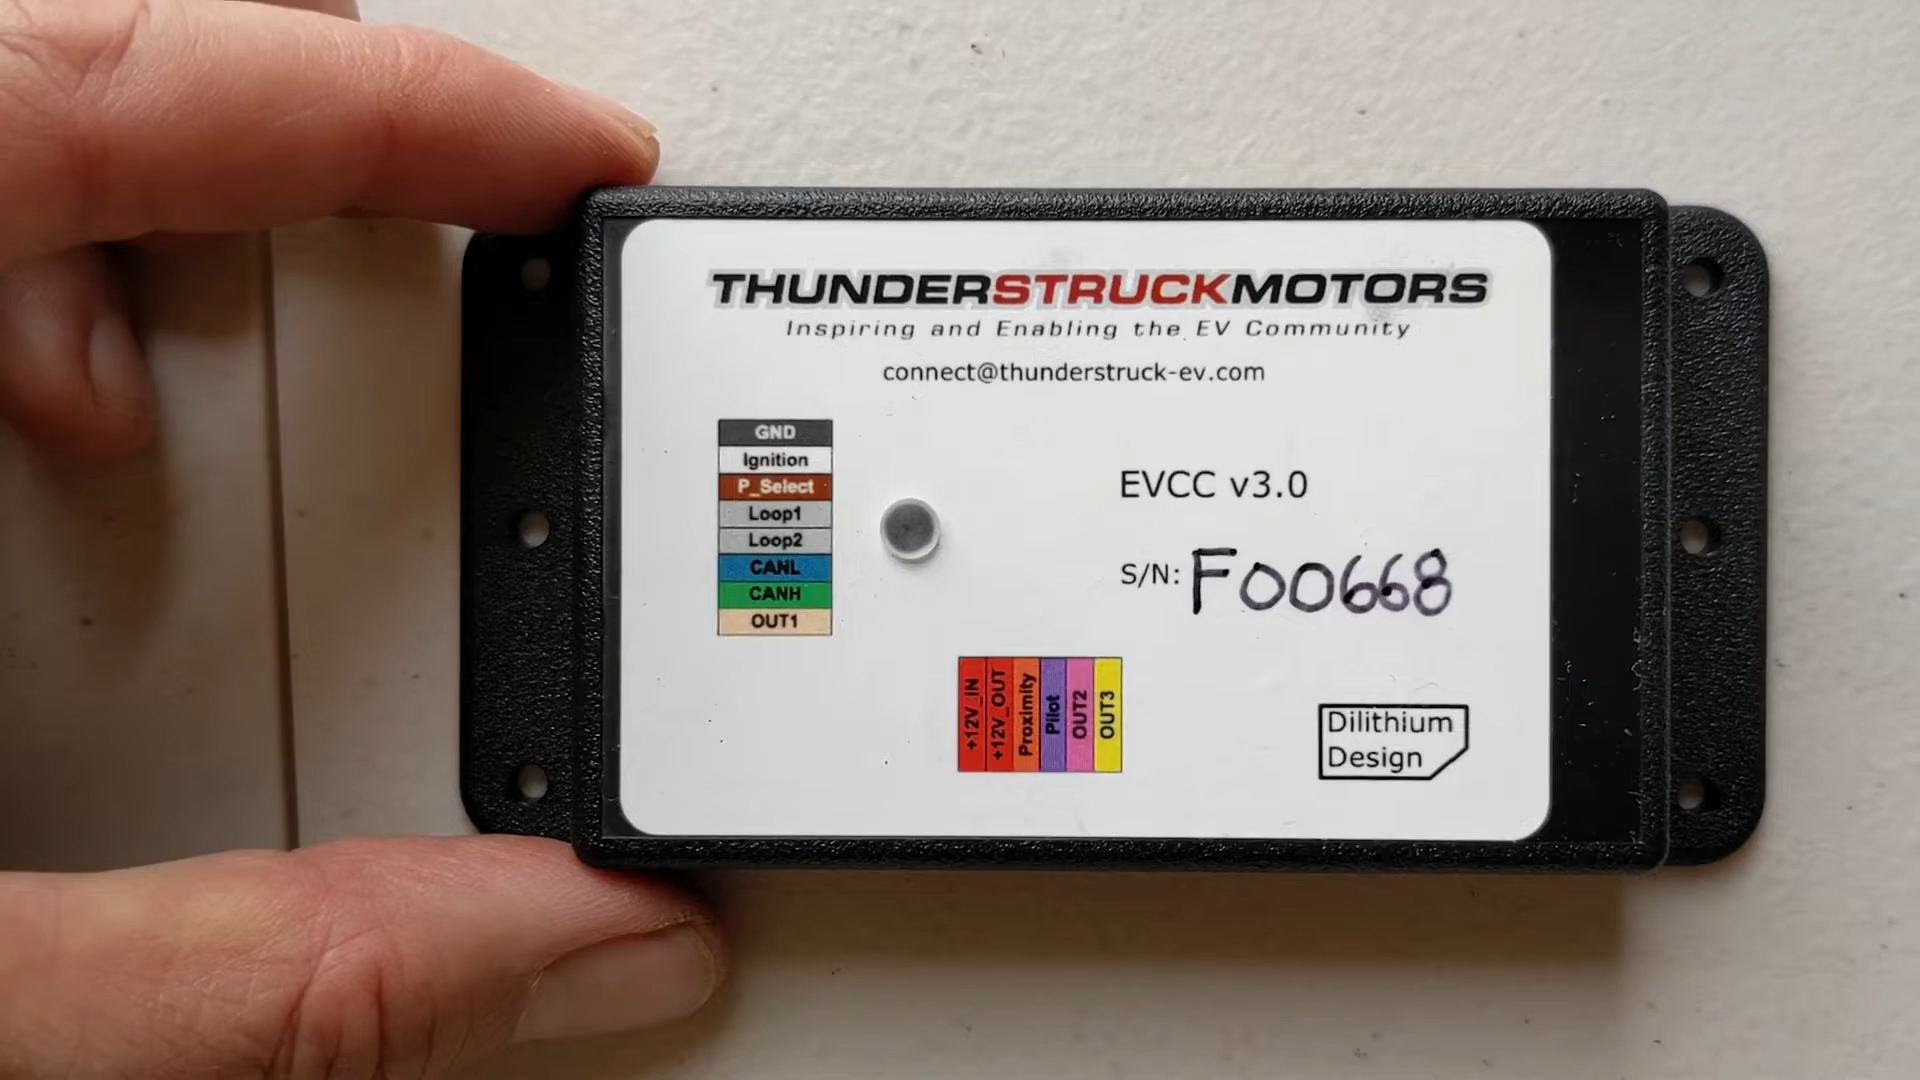 THUNDERSTRUCKMOTORS
Inspiring and Enabling the EV Community
connect@thunderstruck-ev.com
GND
Ignition
P_Select
Loop1
Loop2
CANL
CANH
OUT1
EVCC v3.0
S/N: F00668
+12V_IN
+12V_OUT
Proximity
Pilot
OUT2
OUT3
Dilithium
Design